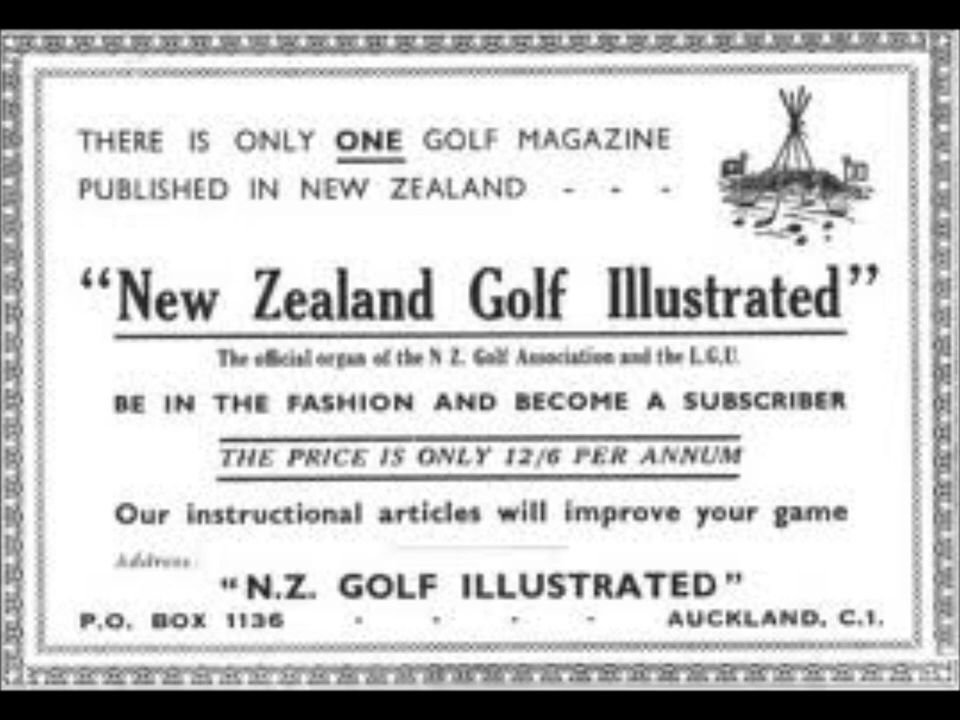 THERE IS ONLY ONE GOLF MAGAZINE
PUBLISHED IN NEW ZEALAND - - -
"New Zealand Golf Illustrated"
The official organ of the N Z. Golf Association and the L.G.U.
BE IN THE FASHION AND BECOME A SUBSCRIBER
THE PRICE IS ONLY 12/6 PER ANNUM
Our instructional articles will improve your game
Address:
"N.Z. GOLF ILLUSTRATED"
P.O. BOX 1136 - - - - AUCKLAND, C.1.